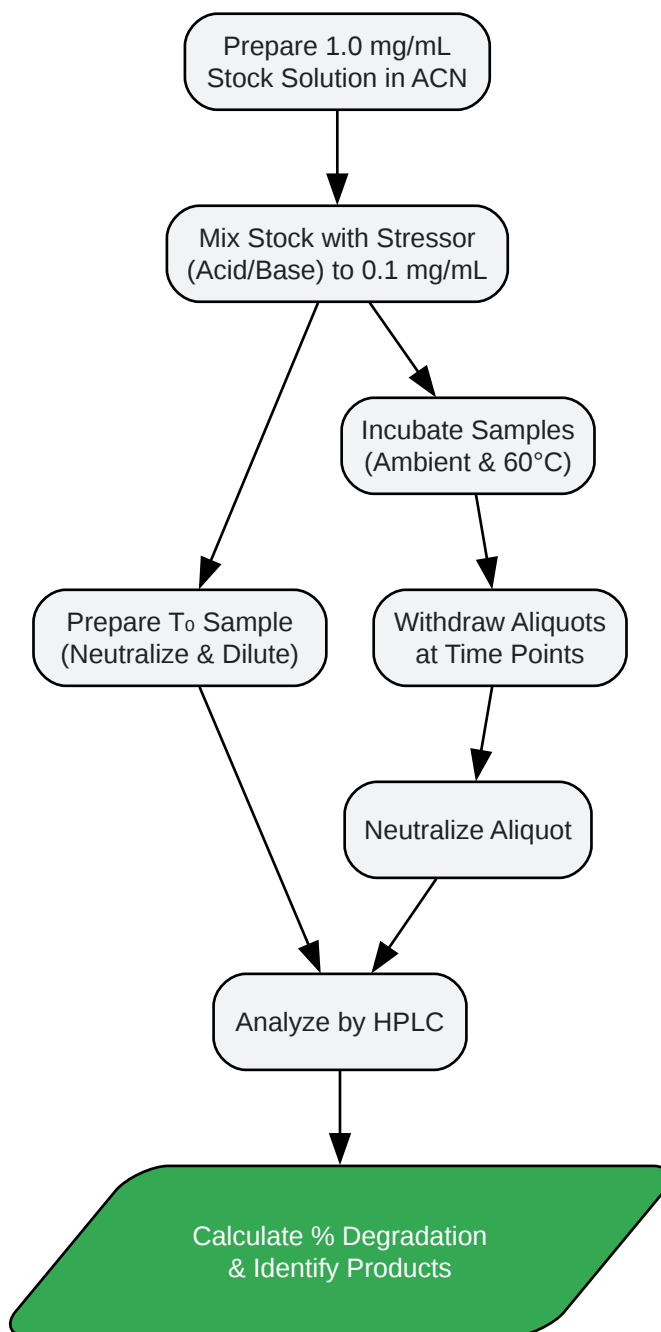 Prepare 1.0 mg/mL
Stock Solution in ACN
Mix Stock with Stressor
(Acid/Base) to 0.1 mg/mL
Incubate Samples
(Ambient & 60°C)
Prepare T₀ Sample
(Neutralize & Dilute)
Withdraw Aliquots
at Time Points
Neutralize Aliquot
Analyze by HPLC
Calculate % Degradation
& Identify Products